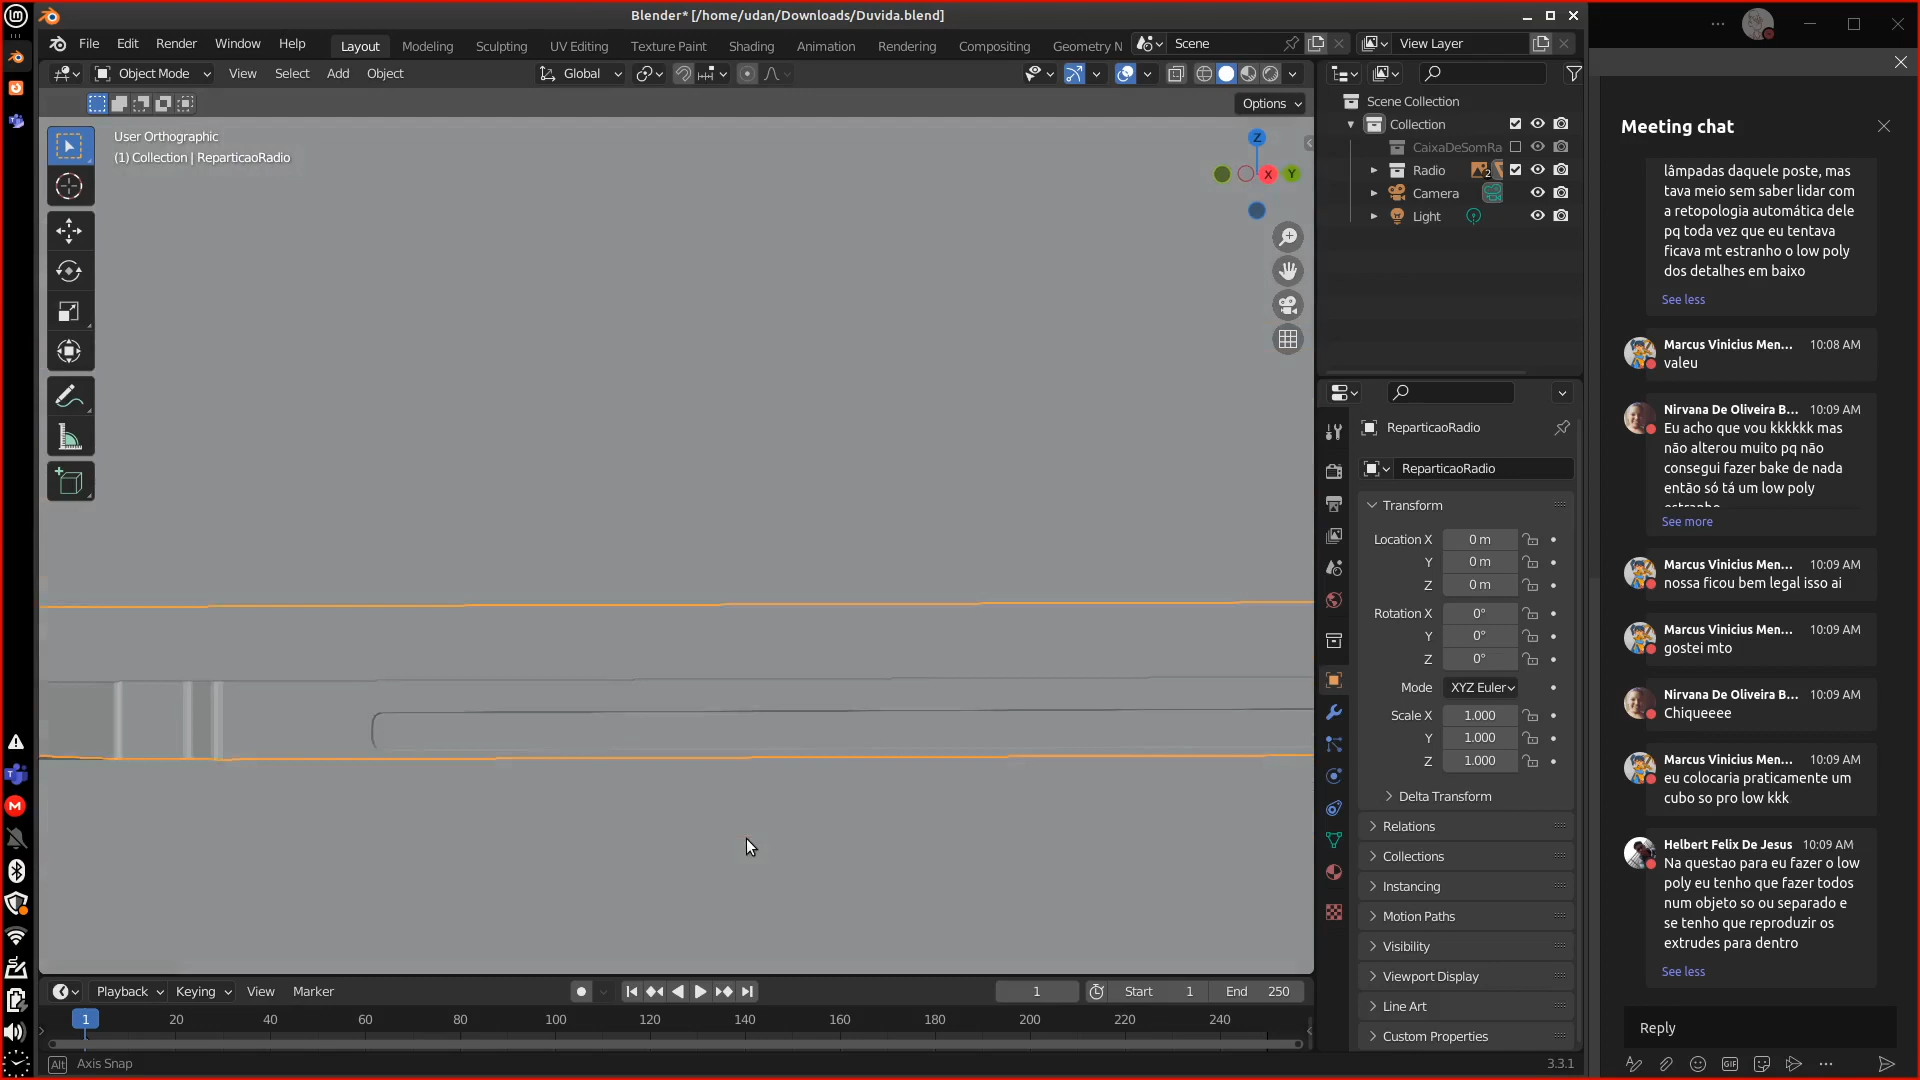 Blender* [/home/udan/Downloads/Duvida.blend]
File Edit Render Window Help
Layout Modeling Sculpting UV Editing Texture Paint Shading Animation Rendering Compositing Geometry N
Scene
View Layer
Object Mode View Select Add Object
Global
Options
User Orthographic
(1) Collection | ReparticaoRadio
Z
X
Y
Scene Collection
Collection
CaixaDeSomRa
Radio 2
Camera
Light
ReparticaoRadio
ReparticaoRadio
Transform
Location X 0 m
Y 0 m
Z 0 m
Rotation X 0°
Y 0°
Z 0°
Mode XYZ Euler
Scale X 1.000
Y 1.000
Z 1.000
Delta Transform
Relations
Collections
Instancing
Motion Paths
Visibility
Viewport Display
Line Art
Custom Properties
Playback Keying View Marker
1 Start 1 End 250
1 20 40 60 80 100 120 140 160 180 200 220 240
Alt Axis Snap
3.3.1
Meeting chat
lâmpadas daquele poste, mas
tava meio sem saber lidar com
a retopologia automática dele
pq toda vez que eu tentava
ficava mt estranho o low poly
dos detalhes em baixo
See less
Marcus Vinicius Men... 10:08 AM
valeu
Nirvana De Oliveira B... 10:09 AM
Eu acho que vou kkkkkk mas
não alterou muito pq não
consegui fazer bake de nada
então só tá um low poly
estranho
See more
Marcus Vinicius Men... 10:09 AM
nossa ficou bem legal isso ai
Marcus Vinicius Men... 10:09 AM
gostei mto
Nirvana De Oliveira B... 10:09 AM
Chiqueeee
Marcus Vinicius Men... 10:09 AM
eu colocaria praticamente um
cubo so pro low kkk
Helbert Felix De Jesus 10:09 AM
Na questao para eu fazer o low
poly eu tenho que fazer todos
num objeto so ou separado e
se tenho que reproduzir os
extrudes para dentro
See less
Reply
GIF